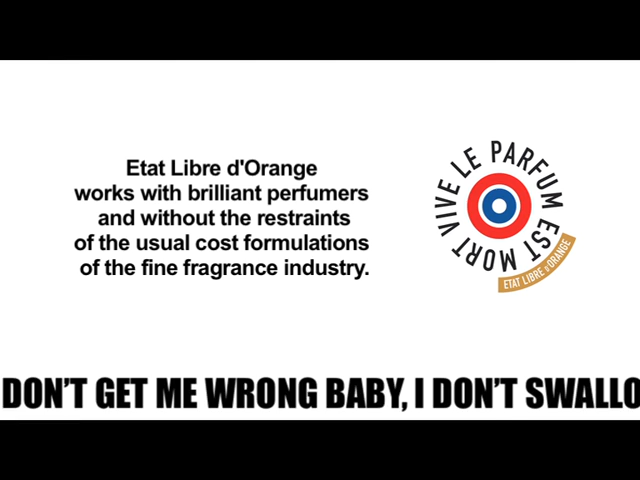 Etat Libre d'Orange
works with brilliant perfumers
and without the restraints
of the usual cost formulations
of the fine fragrance industry.
VIVE LE PARFUM EST MORT
ETAT LIBRE d'ORANGE
DON'T GET ME WRONG BABY, I DON'T SWALLO